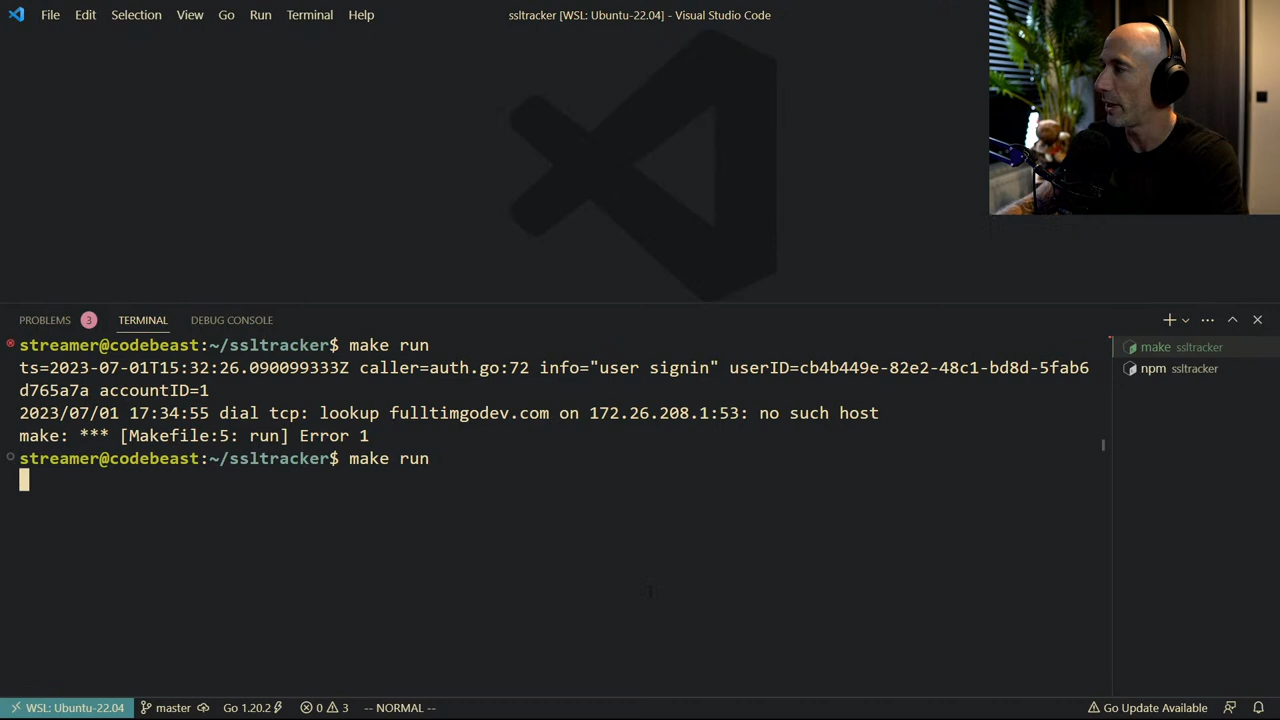 File Edit Selection View Go Run Terminal Help
ssltracker [WSL: Ubuntu-22.04] - Visual Studio Code
PROBLEMS 3 TERMINAL DEBUG CONSOLE
streamer@codebeast:~/ssltracker$ make run
ts=2023-07-01T15:32:26.090099333Z caller=auth.go:72 info="user signin" userID=cb4b449e-82e2-48c1-bd8d-5fab6
d765a7a accountID=1
2023/07/01 17:34:55 dial tcp: lookup fulltimgodev.com on 172.26.208.1:53: no such host
make: *** [Makefile:5: run] Error 1
streamer@codebeast:~/ssltracker$ make run
make ssltracker
npm ssltracker
WSL: Ubuntu-22.04 master Go 1.20.2 0 3 -- NORMAL -- Go Update Available